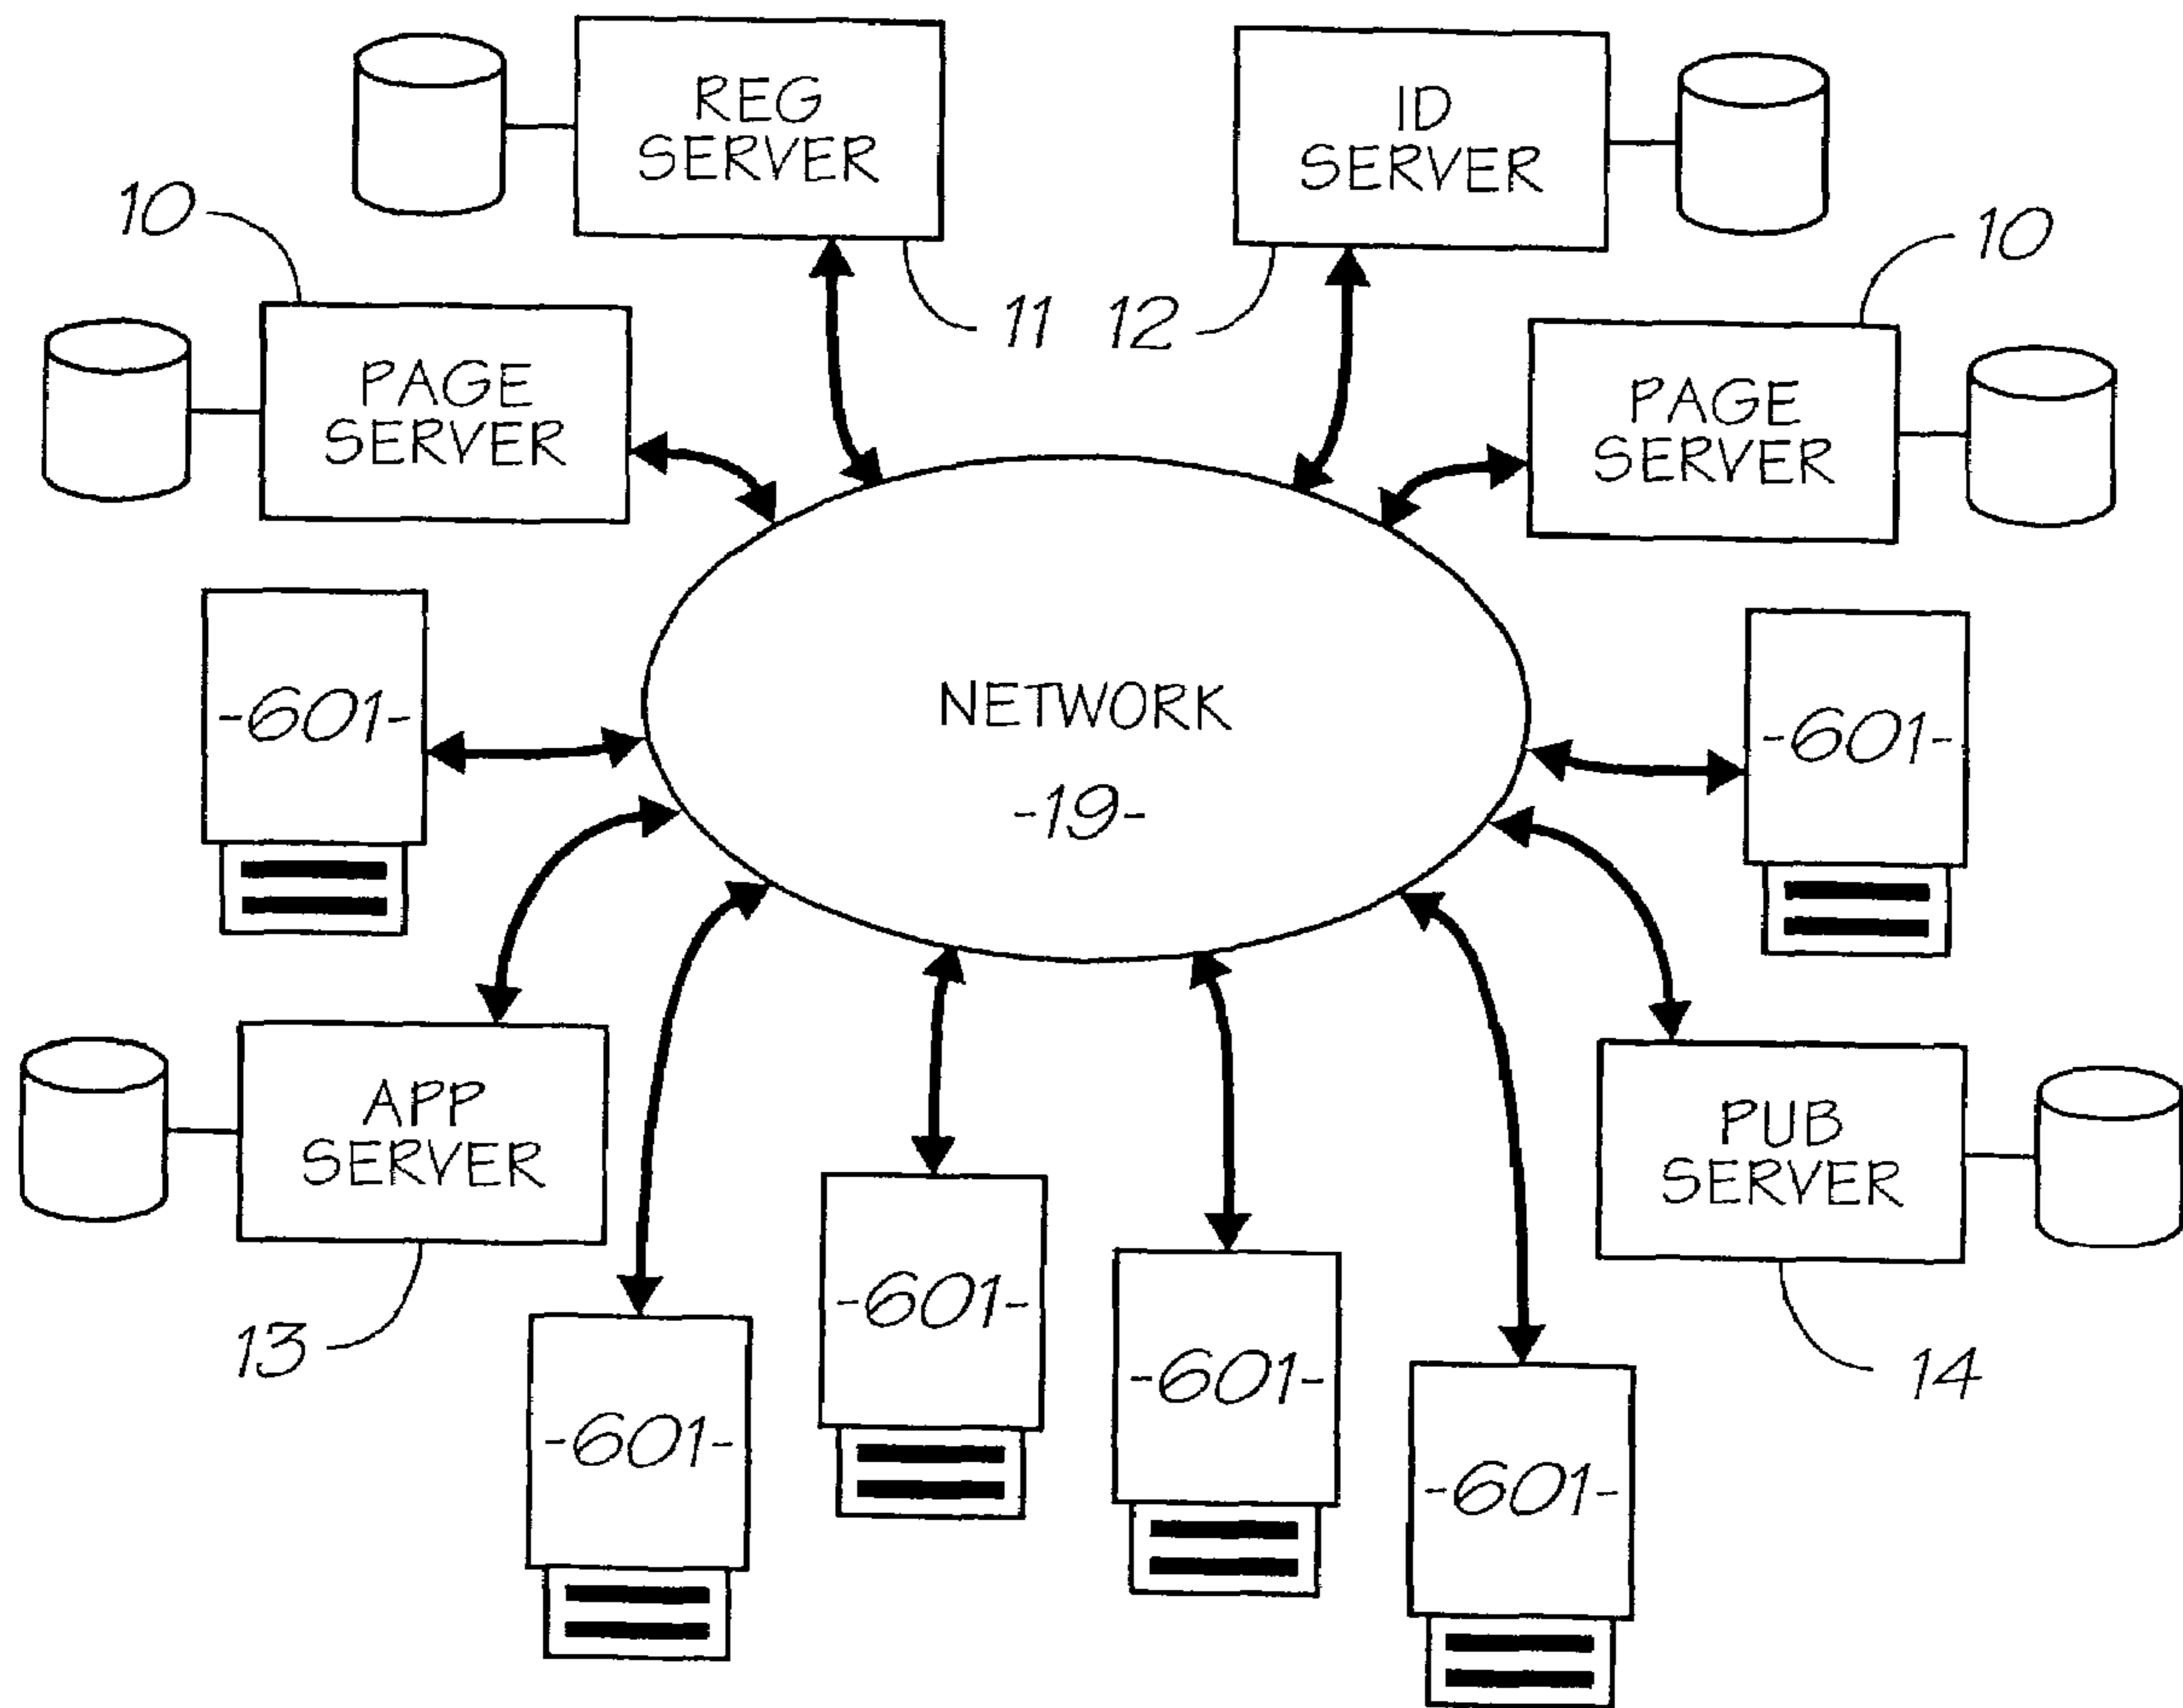 REG
SERVER
ID
SERVER
10
10
11
12
PAGE
SERVER
PAGE
SERVER
-601-
NETWORK
-19-
-601-
APP
SERVER
PUB
SERVER
13
-601-
-601-
-601-
-601-
14